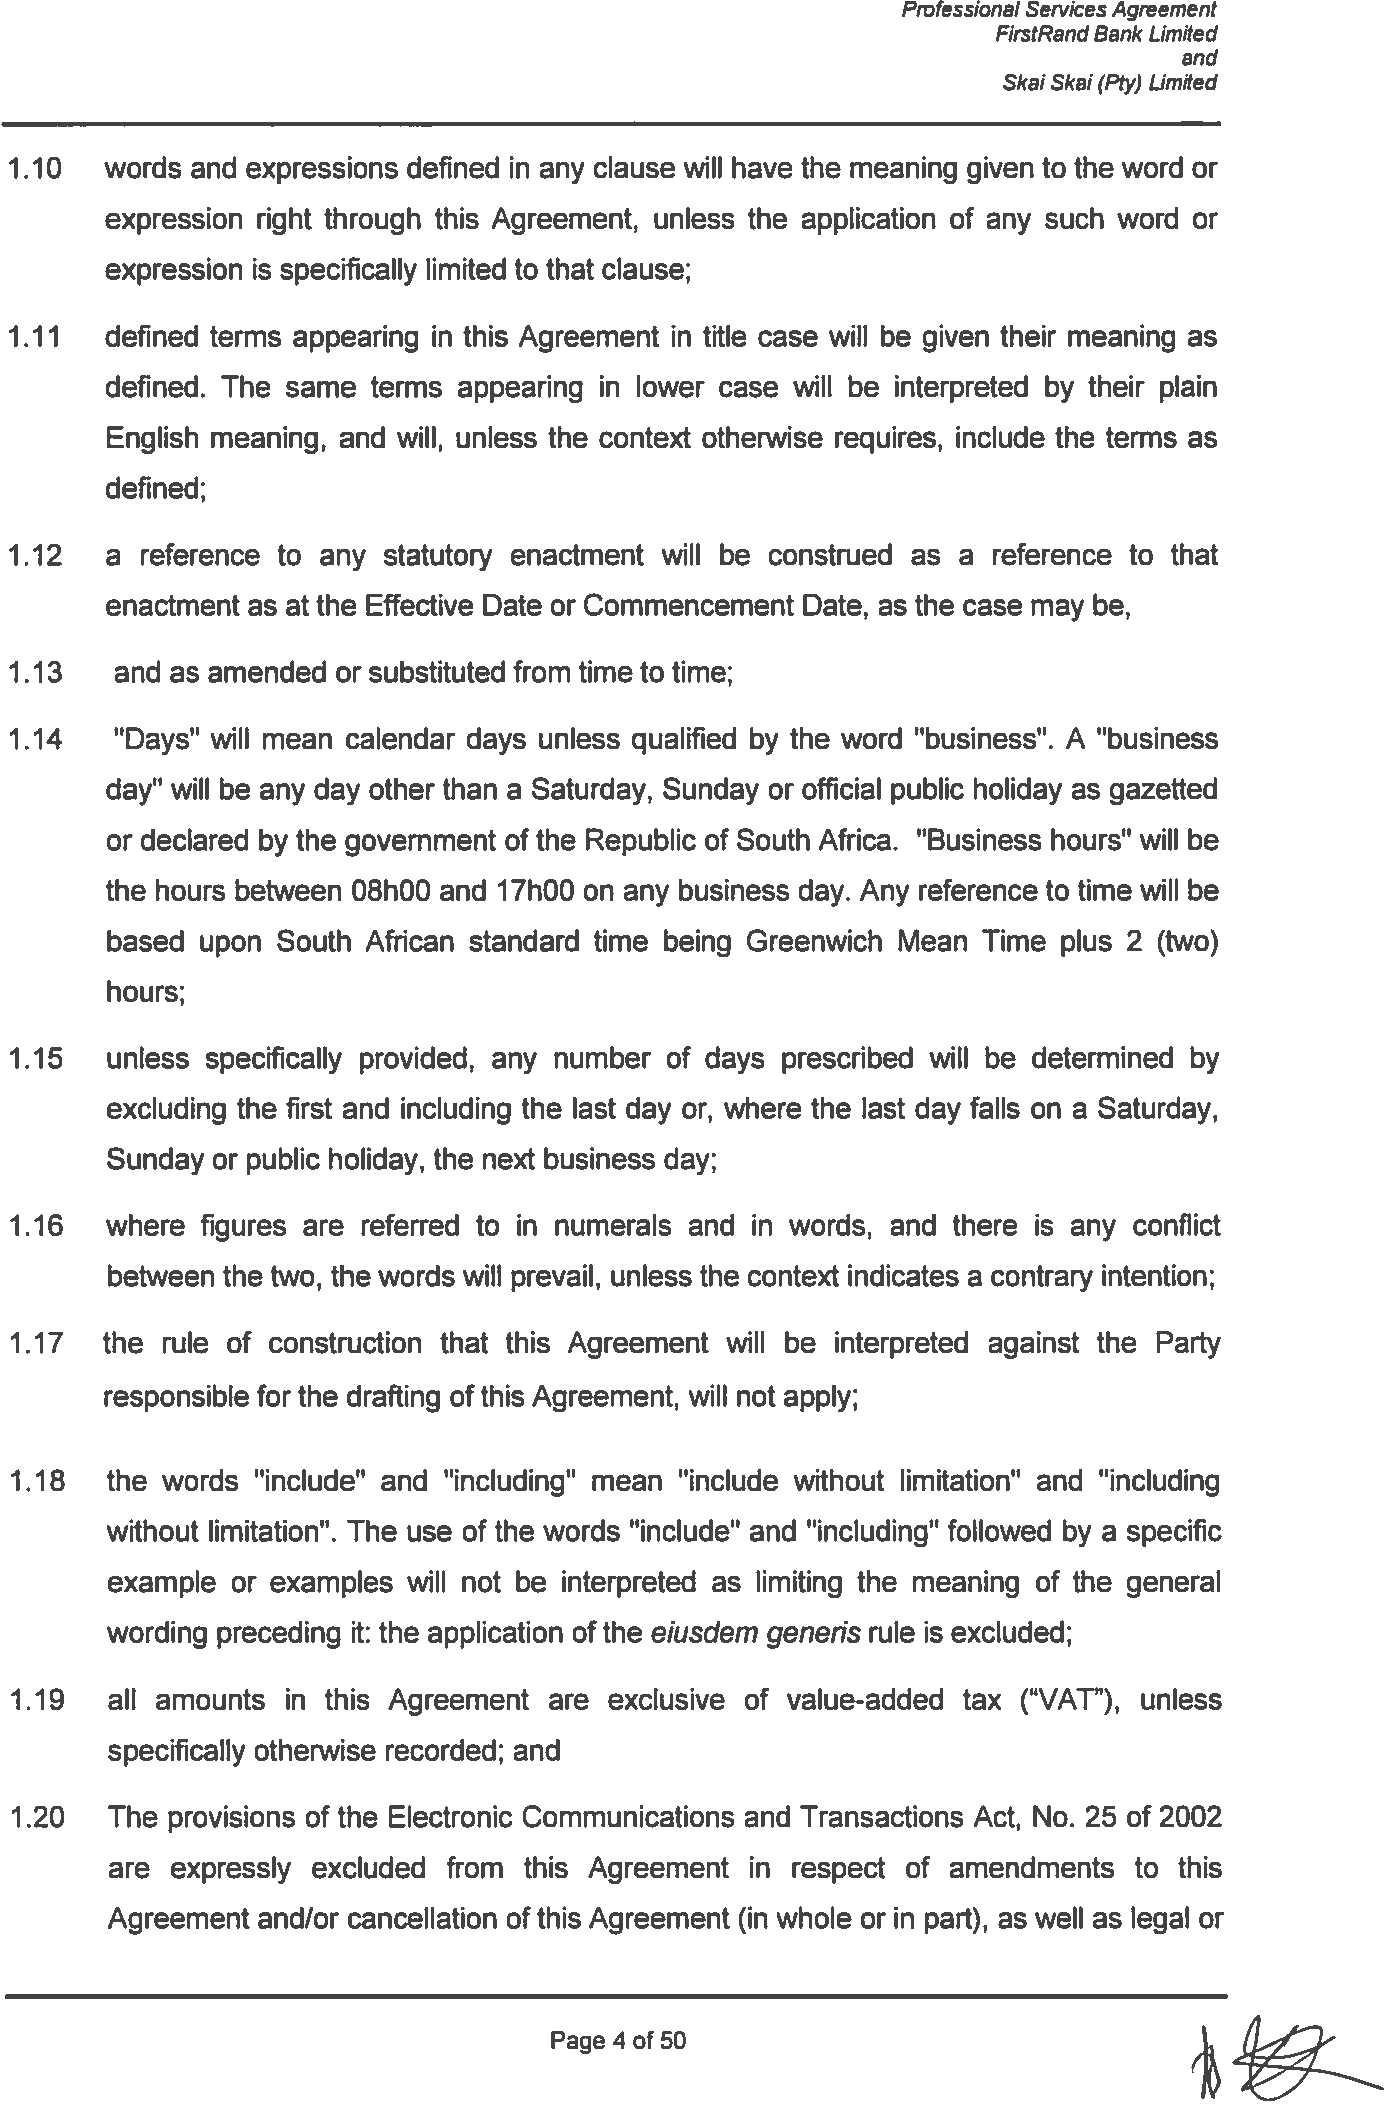 Professional Services Agreement
FirstRand Bank Limited
and
Skai Skai (Pty) Limited
1.10 words and expressions defined in any clause will have the meaning given to the word or
expression right through this Agreement, unless the application of any such word or
expression is specifically limited to that clause;
1.11 defined terms appearing in this Agreement in title case will be given their meaning as
defined. The same terms appearing in lower case will be interpreted by their plain
English meaning, and will, unless the context otherwise requires, include the terms as
defined;
1.12 a reference to any statutory enactment will be construed as a reference to that
enactment as at the Effective Date or Commencement Date, as the case may be,
1.13 and as amended or substituted from time to time;
1.14 "Days" will mean calendar days unless qualified by the word "business". A "business
day" will be any day other than a Saturday, Sunday or official public holiday as gazetted
or declared by the government of the Republic of South Africa. "Business hours" will be
the hours between 08h00 and 17h00 on any business day. Any reference to time will be
based upon South African standard time being Greenwich Mean Time plus 2 (two)
hours;
1.15 unless specifically provided, any number of days prescribed will be determined by
excluding the first and including the last day or, where the last day falls on a Saturday,
Sunday or public holiday, the next business day;
1.16 where figures are referred to in numerals and in words, and there is any conflict
between the two, the words will prevail, unless the context indicates a contrary intention;
1.17 the rule of construction that this Agreement will be interpreted against the Party
responsible for the drafting of this Agreement, will not apply;
1.18 the words "include" and "including" mean "include without limitation" and "including
without limitation". The use of the words "include" and "including" followed by a specific
example or examples will not be interpreted as limiting the meaning of the general
wording preceding it: the application of the eiusdem generis rule is excluded;
1.19 all amounts in this Agreement are exclusive of value-added tax ("VAT"), unless
specifically otherwise recorded; and
1.20 The provisions of the Electronic Communications and Transactions Act, No. 25 of 2002
are expressly excluded from this Agreement in respect of amendments to this
Agreement and/or cancellation of this Agreement (in whole or in part), as well as legal or
Page 4 of 50